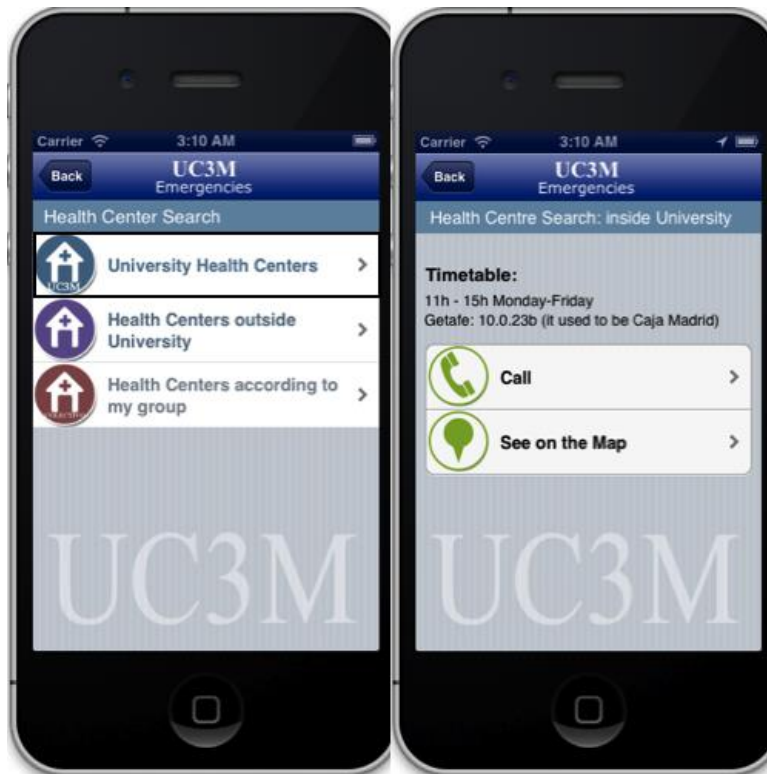 Carrier
3:10 AM
Back
UC3M
Emergencies
Health Center Search
UC3M
University Health Centers
Health Centers outside
University
COLECTIVO
Health Centers according to
my group
UC3M
Carrier
3:10 AM
Back
UC3M
Emergencies
Health Centre Search: inside University
Timetable:
11h - 15h Monday-Friday
Getafe: 10.0.23b (it used to be Caja Madrid)
Call
See on the Map
UC3M